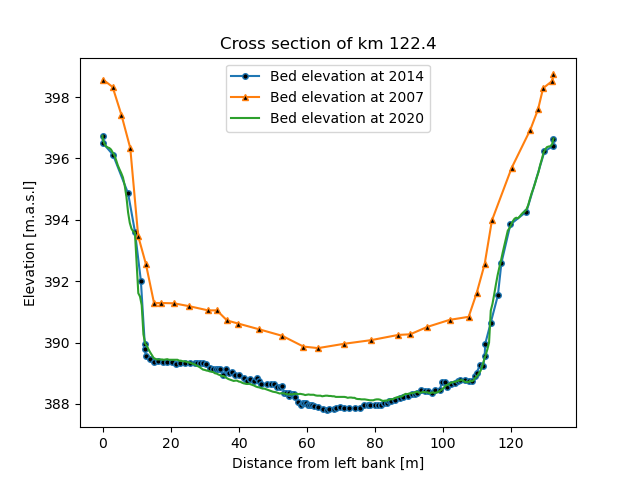 Cross section of km 122.4
Bed elevation at 2014
Bed elevation at 2007
Bed elevation at 2020
Elevation [m.a.s.l]
398
396
394
392
390
388
0 20 40 60 80 100 120
Distance from left bank [m]